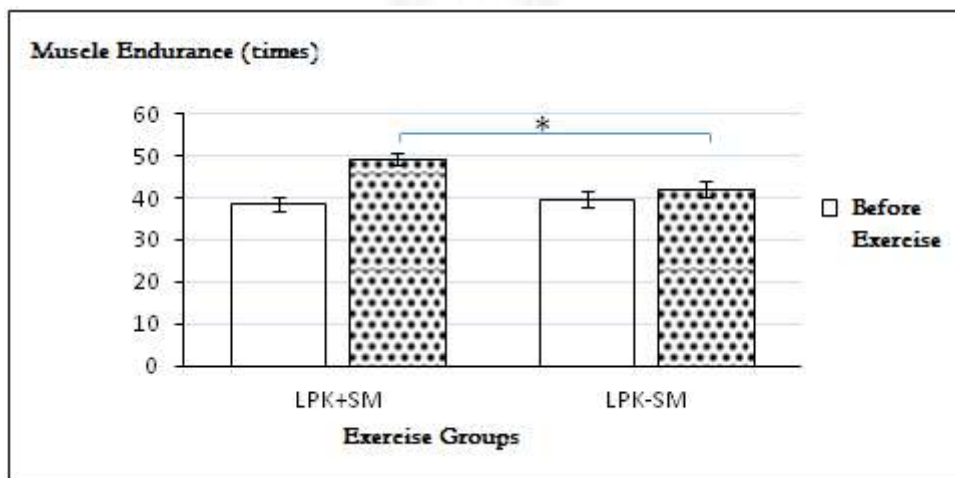 Muscle Endurance (times)
60
*
50
40
30
20
10
0
Before
Exercise
LPK+SM
LPK-SM
Exercise Groups